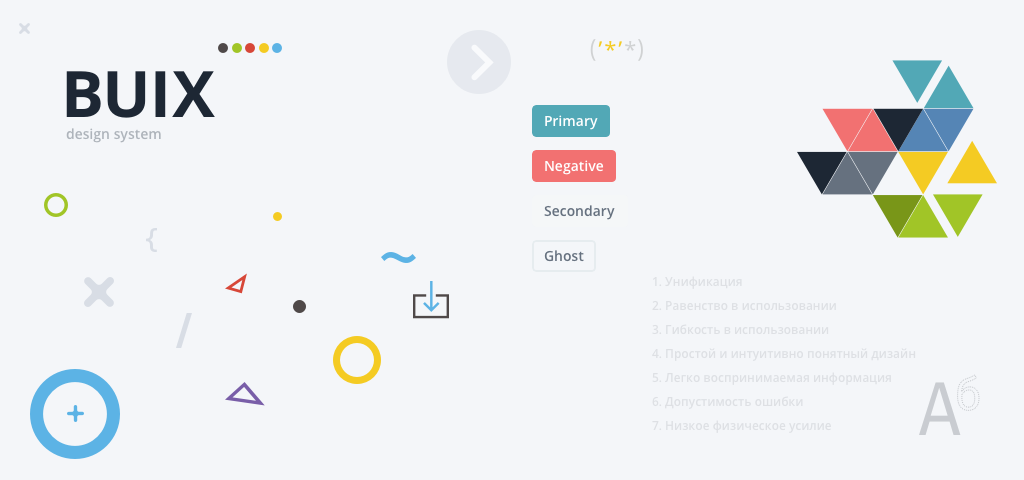 BUIX
design system
('*'*)
Primary
Negative
Secondary
Ghost
{
/
1. Унификация
2. Равенство в использовании
3. Гибкость в использовании
4. Простой и интуитивно понятный дизайн
5. Легко воспринимаемая информация
6. Допустимость ошибки
7. Низкое физическое усилие
Аб